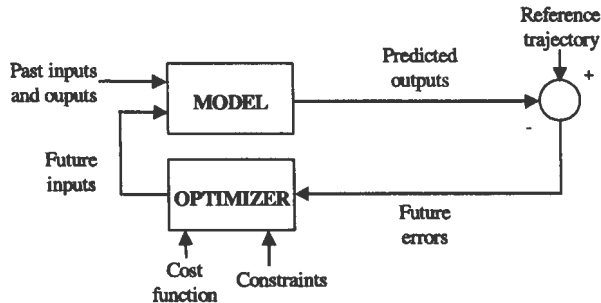 Reference
trajectory
Predicted
outputs
+
Past inputs
and ouputs
MODEL
-
Future
inputs
OPTIMIZER
Future
errors
Cost
function
Constraints